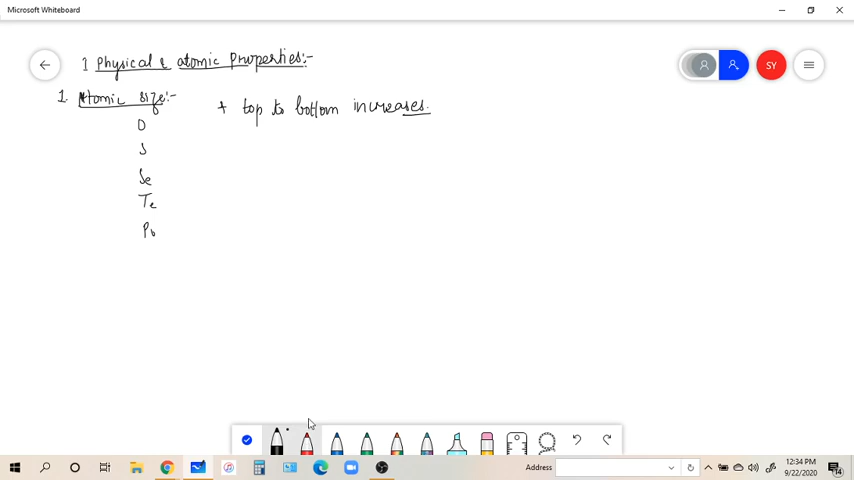 Microsoft Whiteboard
1 Physical & atomic Properties:-
SY
1. Atomic size:-
+ top to bottom increases.
O
S
Se
Te
Po
Address
12:34 PM
9/22/2020
14